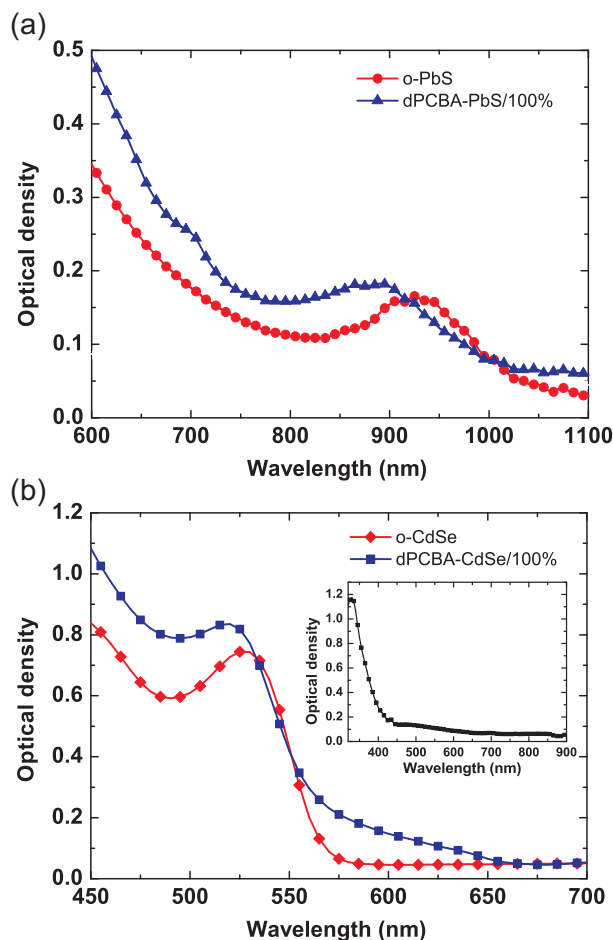 (a)
0.5
0.4
0.3
0.2
0.1
0.0
Optical density
o-PbS
dPCBA-PbS/100%
600 700 800 900 1000 1100
Wavelength (nm)
(b)
1.2
1.0
0.8
0.6
0.4
0.2
0.0
Optical density
o-CdSe
dPCBA-CdSe/100%
1.2
1.0
0.8
0.6
0.4
0.2
0.0
Optical density
400 500 600 700 800 900
Wavelength (nm)
450 500 550 600 650 700
Wavelength (nm)